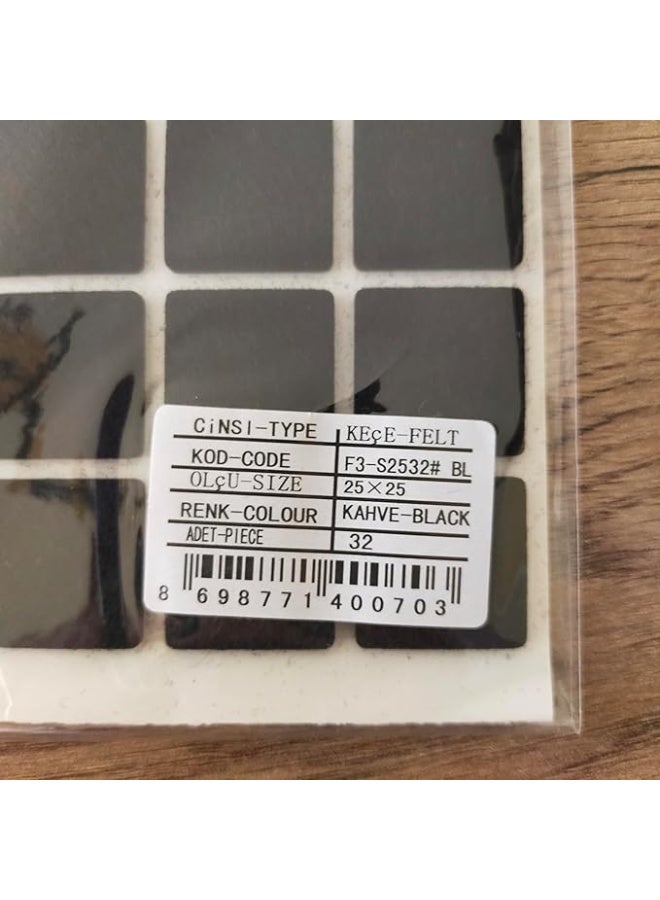 CiNSI-TYPE KEçE-FELT
KOD-CODE F3-S2532# BL
OLçU-SIZE 25×25
RENK-COLOUR KAHVE-BLACK
ADET-PIECE 32
8 698771 400703